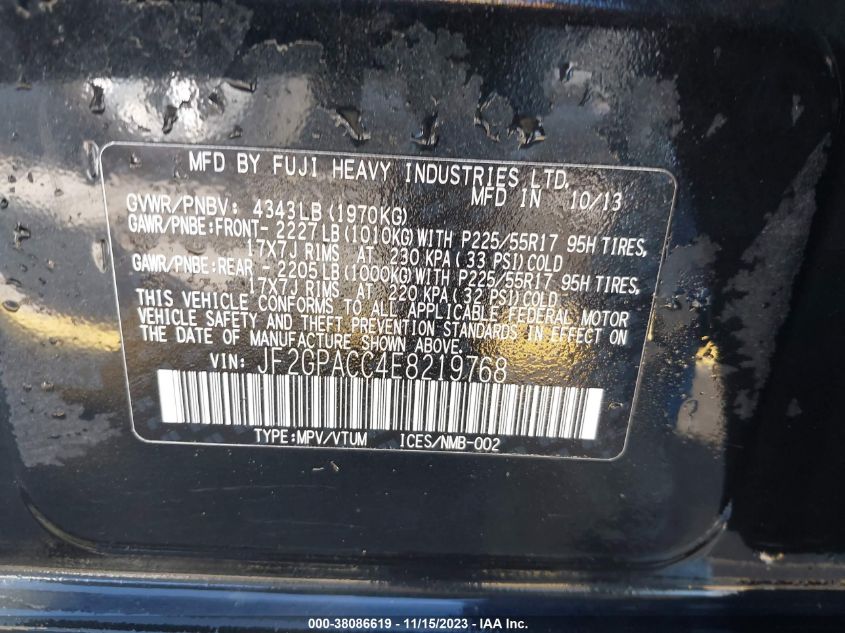 MFD BY FUJI HEAVY INDUSTRIES LTD.
MFD IN 10/13
GVWR/PNBV: 4343LB(1970KG)
GAWR/PNBE:FRONT- 2227LB(1010KG)WITH P225/55R17 95H TIRES,
17X7J RIMS AT 230 KPA(33 PSI)COLD
GAWR/PNBE:REAR - 2205LB(1000KG)WITH P225/55R17 95H TIRES,
17X7J RIMS AT 220 KPA(32 PSI)COLD
THIS VEHICLE CONFORMS TO ALL APPLICABLE FEDERAL MOTOR
VEHICLE SAFETY AND THEFT PREVENTION STANDARDS IN EFFECT ON
THE DATE OF MANUFACTURE SHOWN ABOVE.
VIN: JF2GPACC4E8219768
TYPE:MPV/VTUM ICES/NMB-002
000-38086619 - 11/15/2023 - IAA Inc.